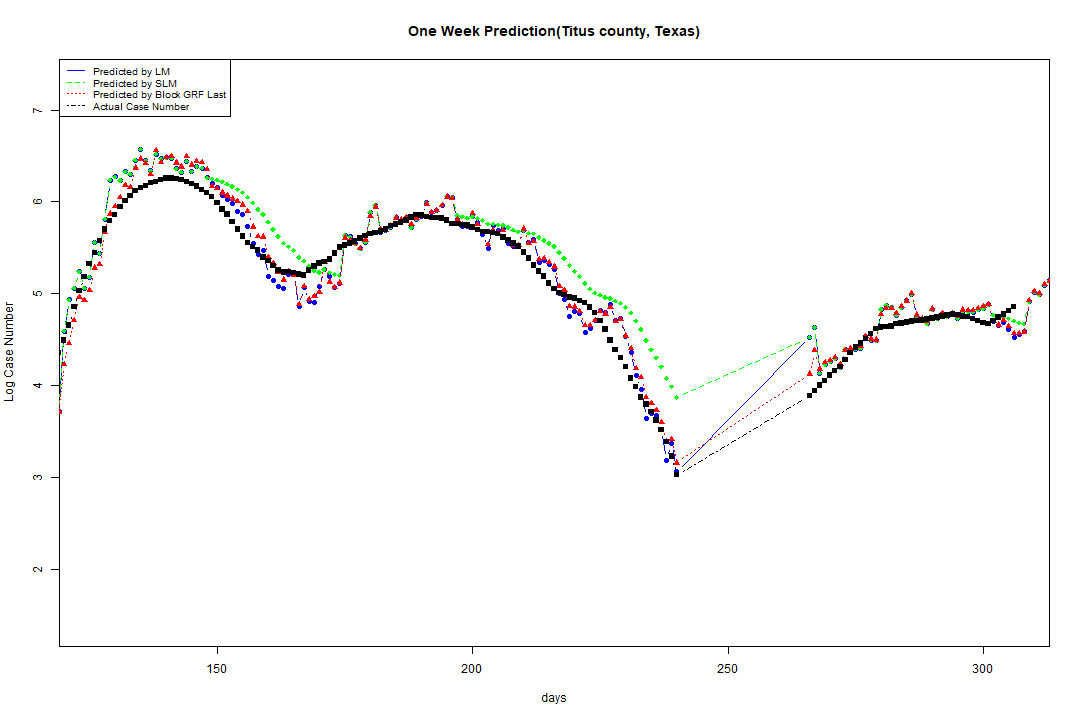 One Week Prediction(Titus county, Texas)
Predicted by LM
Predicted by SLM
Predicted by Block GRF Last
Actual Case Number
7
6
5
4
3
2
Log Case Number
150 200 250 300
days